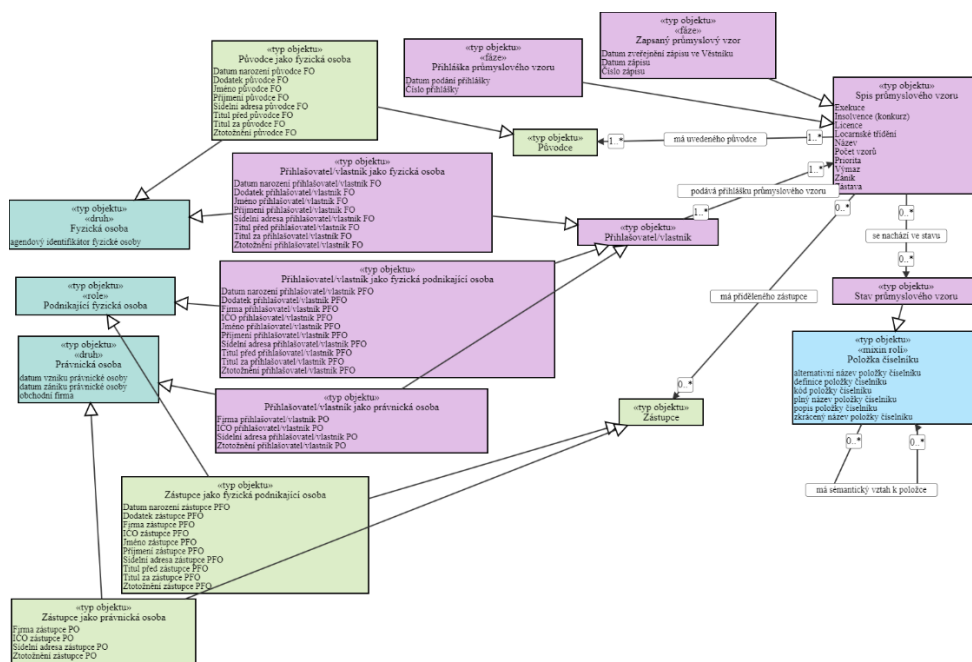 «typ objektu»
Původce jako fyzická osoba
Datum narození původce FO
Dodatek původce FO
Jméno původce FO
Příjmení původce FO
Sídelní adresa původce FO
Titul před původce FO
Titul za původce FO
Ztotožnění původce FO
«typ objektu»
«fáze»
Přihláška průmyslového vzoru
Datum podání přihlášky
Číslo přihlášky
«typ objektu»
«fáze»
Zapsaný průmyslový vzor
Datum zveřejnění zápisu ve Věstníku
Datum zápisu
Číslo zápisu
«typ objektu»
Spis průmyslového vzoru
Exekuce
Insolvence (konkurz)
Licence
Locarnské třídění
Název
Počet vzorů
Priorita
Výmaz
Zánik
Zástava
«typ objektu»
Původce
1..*
má uvedeného původce
1..*
«typ objektu»
Přihlašovatel/vlastník jako fyzická osoba
Datum narození přihlašovatel/vlastník FO
Dodatek přihlašovatel/vlastník FO
Jméno přihlašovatel/vlastník FO
Příjmení přihlašovatel/vlastník FO
Sídelní adresa přihlašovatel/vlastník FO
Titul před přihlašovatel/vlastník FO
Titul za přihlašovatel/vlastník FO
Ztotožnění přihlašovatel/vlastník FO
1..*
podává přihlášku průmyslového vzoru
1..*
«typ objektu»
«druh»
Fyzická osoba
agendový identifikátor fyzické osoby
«typ objektu»
Přihlašovatel/vlastník
0..*
0..*
se nachází ve stavu
0..*
«typ objektu»
Přihlašovatel/vlastník jako fyzická podnikající osoba
Datum narození přihlašovatel/vlastník PFO
Dodatek přihlašovatel/vlastník PFO
Firma přihlašovatel/vlastník PFO
IČO přihlašovatel/vlastník PFO
Jméno přihlašovatel/vlastník PFO
Příjmení přihlašovatel/vlastník PFO
Sídelní adresa přihlašovatel/vlastník PFO
Titul před přihlašovatel/vlastník PFO
Titul za přihlašovatel/vlastník PFO
Ztotožnění přihlašovatel/vlastník PFO
«typ objektu»
«role»
Podnikající fyzická osoba
má přiděleného zástupce
«typ objektu»
Stav průmyslového vzoru
«typ objektu»
«druh»
Právnická osoba
datum vzniku právnické osoby
datum zániku právnické osoby
obchodní firma
«typ objektu»
«mixin rolí»
Položka číselníku
alternativní název položky číselníku
definice položky číselníku
kód položky číselníku
plný název položky číselníku
popis položky číselníku
zkrácený název položky číselníku
«typ objektu»
Přihlašovatel/vlastník jako právnická osoba
Firma přihlašovatel/vlastník PO
IČO přihlašovatel/vlastník PO
Sídelní adresa přihlašovatel/vlastník PO
Ztotožnění přihlašovatel/vlastník PO
0..*
«typ objektu»
Zástupce
0..*
0..*
má sémantický vztah k položce
«typ objektu»
Zástupce jako fyzická podnikající osoba
Datum narození zástupce PFO
Dodatek zástupce PFO
Firma zástupce PFO
IČO zástupce PFO
Jméno zástupce PFO
Příjmení zástupce PFO
Sídelní adresa zástupce PFO
Titul před zástupce PFO
Titul za zástupce PFO
Ztotožnění zástupce PFO
«typ objektu»
Zástupce jako právnická osoba
Firma zástupce PO
IČO zástupce PO
Sídelní adresa zástupce PO
Ztotožnění zástupce PO